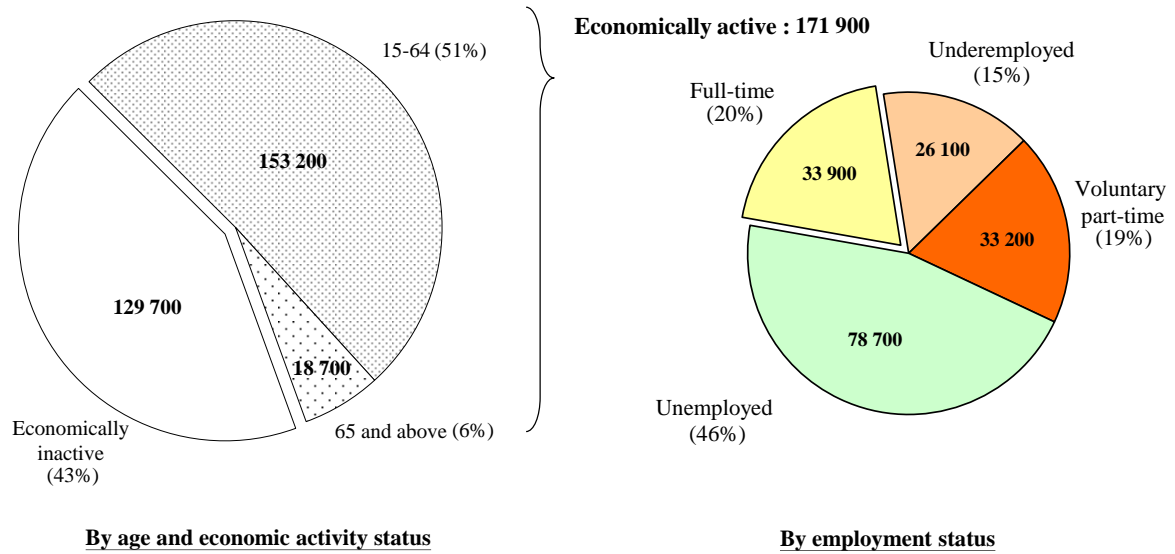 15-64 (51%)
153 200
129 700
18 700
Economically
inactive
(43%)
65 and above (6%)
By age and economic activity status
Economically active : 171 900
Underemployed
(15%)
Full-time
(20%)
26 100
33 900
Voluntary
part-time
(19%)
33 200
78 700
Unemployed
(46%)
By employment status